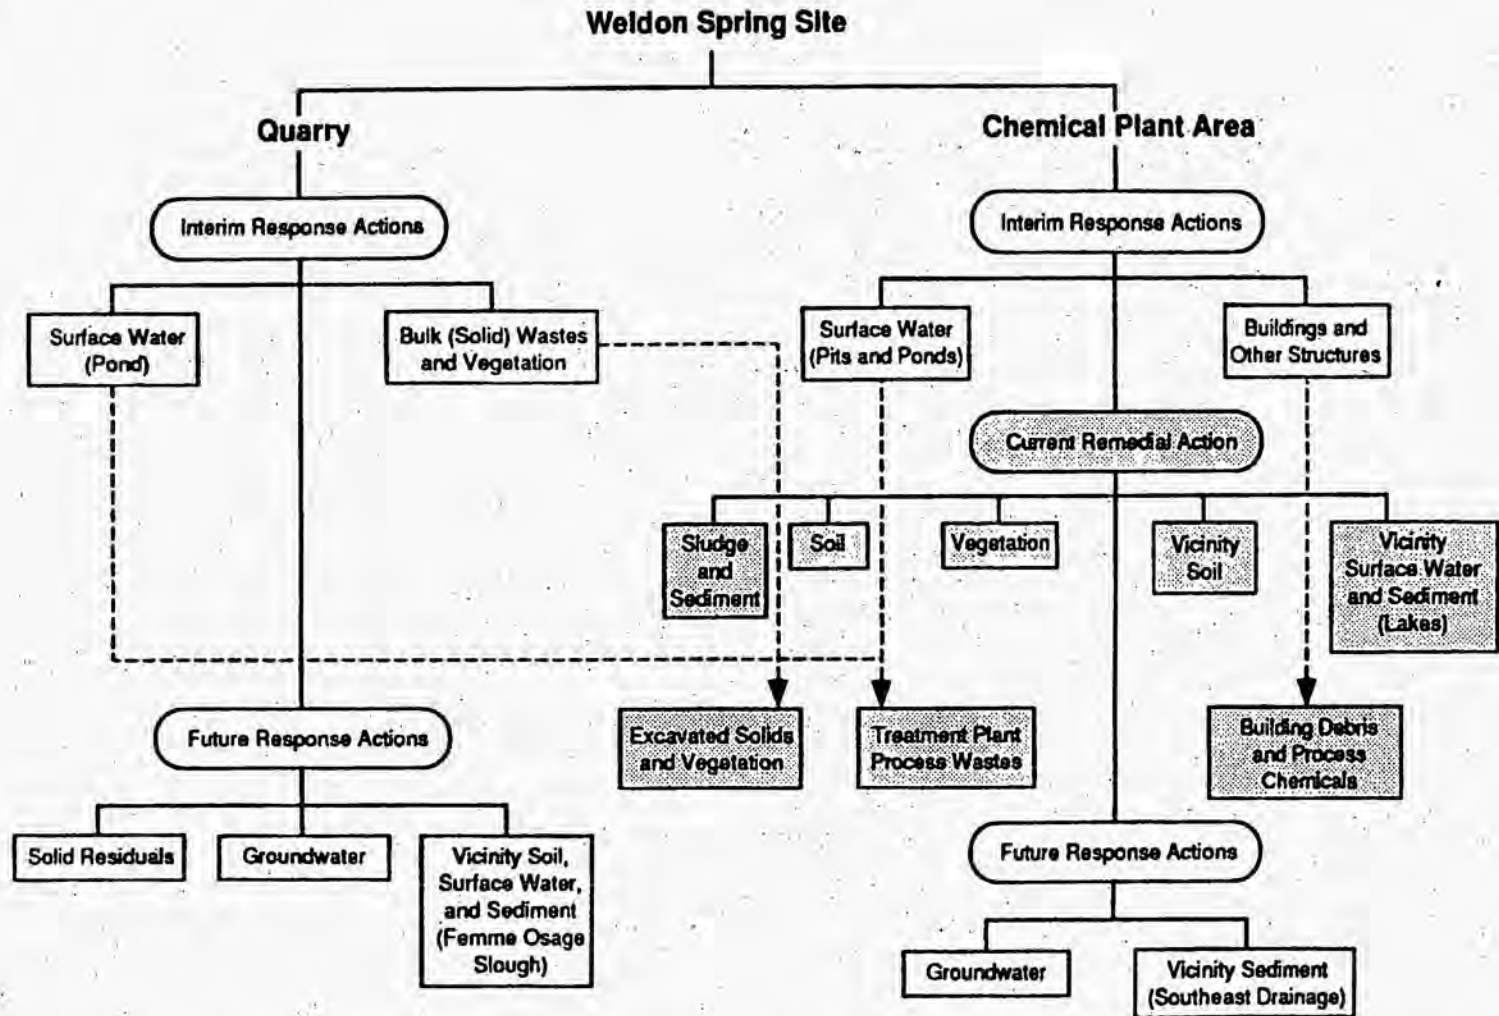 Weldon Spring Site
Quarry
Chemical Plant Area
Interim Response Actions
Interim Response Actions
Surface Water
(Pond)
Bulk (Solid) Wastes
and Vegetation
Surface Water
(Pits and Ponds)
Buildings and
Other Structures
Current Remedial Action
Sludge
and
Sediment
Soil
Vegetation
Vicinity
Soil
Vicinity
Surface Water
and Sediment
(Lakes)
Future Response Actions
Excavated Solids
and Vegetation
Treatment Plant
Process Wastes
Building Debris
and Process
Chemicals
Solid Residuals
Groundwater
Vicinity Soil,
Surface Water,
and Sediment
(Femme Osage
Slough)
Future Response Actions
Groundwater
Vicinity Sediment
(Southeast Drainage)